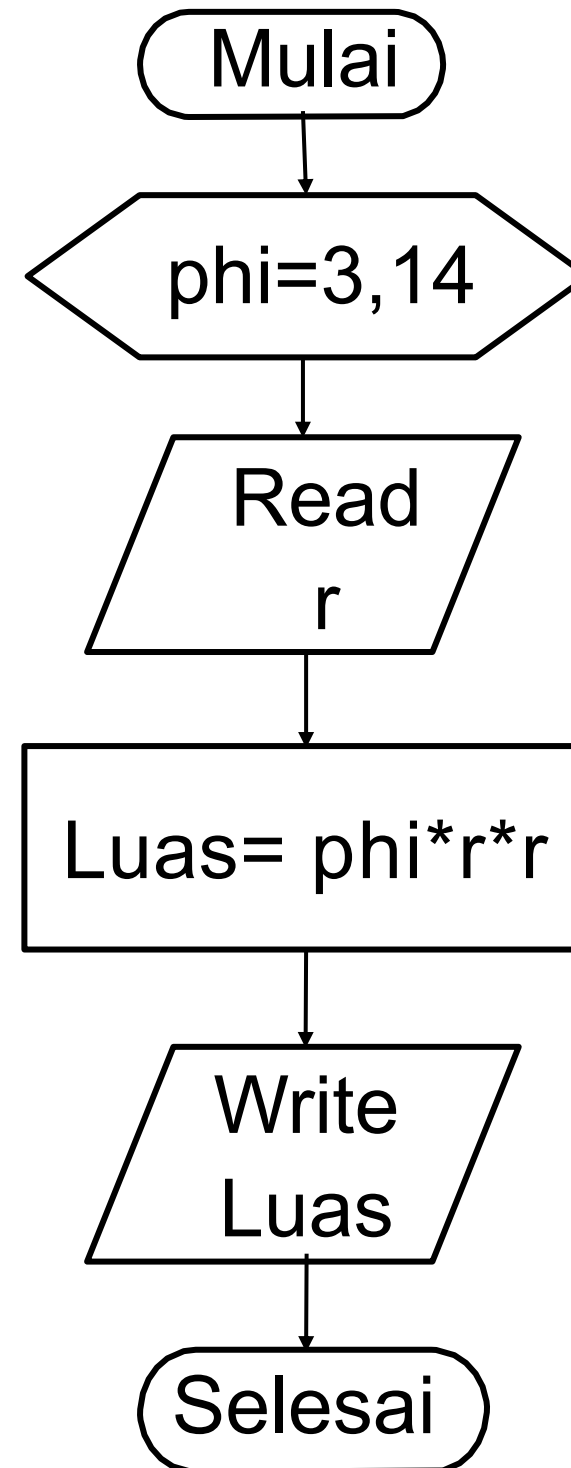 Mulai
phi=3,14
Read
r
Luas= phi*r*r
Write
Luas
Selesai